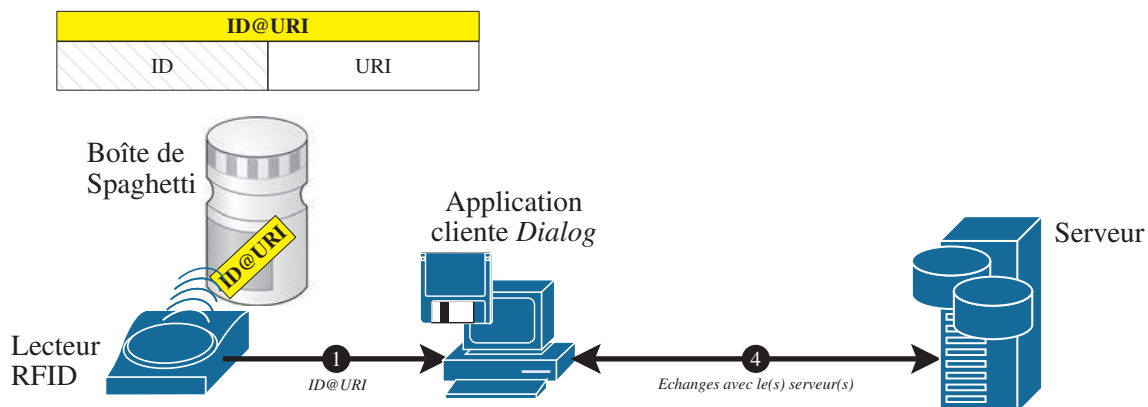 ID@URI
ID URI
Boîte de
Spaghetti
ID@URI
Application
cliente Dialog
Serveur
Lecteur
RFID
1
ID@URI
4
Echanges avec le(s) serveur(s)